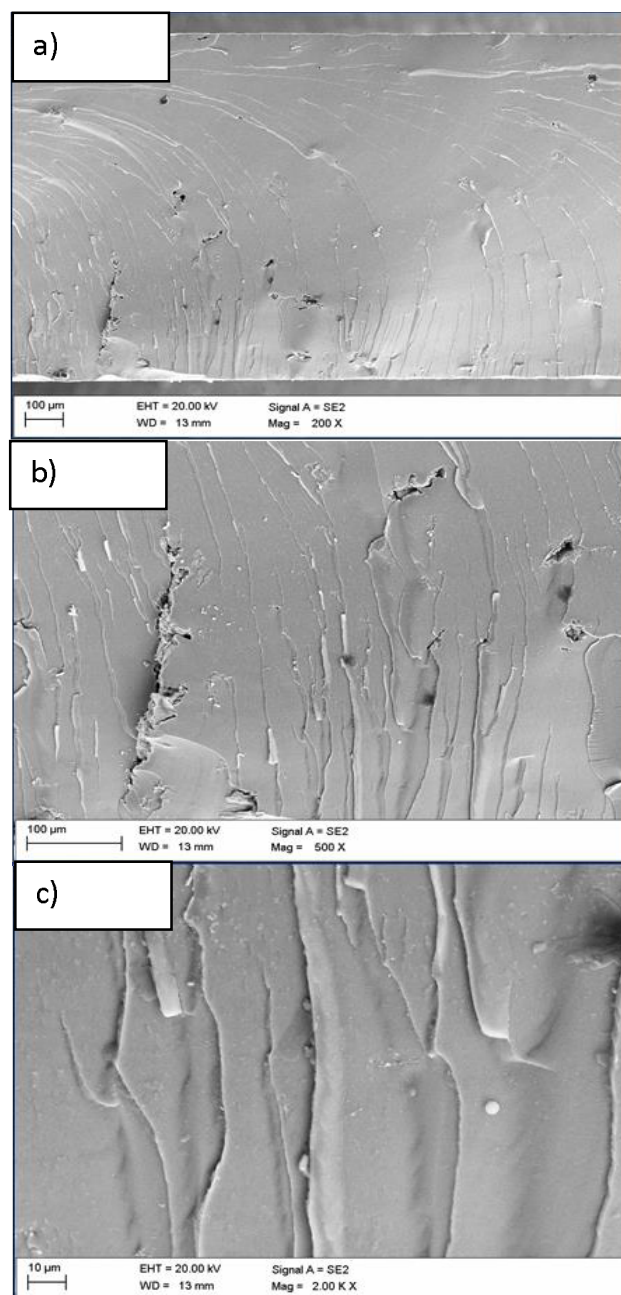 a)
100 µm
EHT = 20.00 kV
WD = 13 mm
Signal A = SE2
Mag = 200 X
b)
100 µm
EHT = 20.00 kV
WD = 13 mm
Signal A = SE2
Mag = 500 X
c)
10 µm
EHT = 20.00 kV
WD = 13 mm
Signal A = SE2
Mag = 2.00 K X